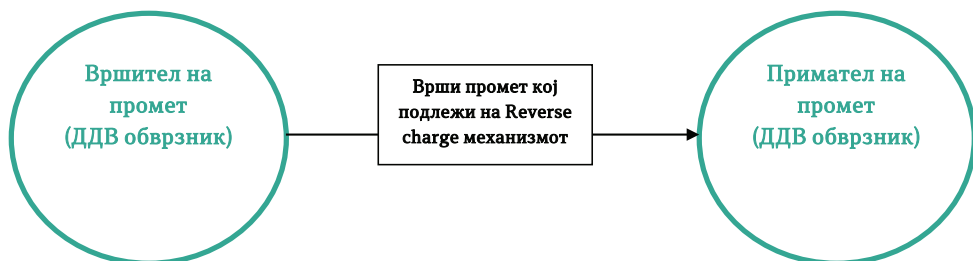 Вршител на
промет
(ДДВ обврзник)
Врши промет кој
подлежи на Reverse
charge механизмот
Примател на
промет
(ДДВ обврзник)